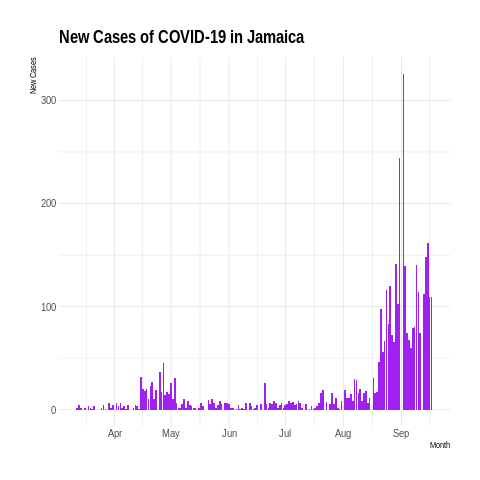 New Cases of COVID-19 in Jamaica
New Cases
300
200
100
0
Apr May Jun Jul Aug Sep
Month